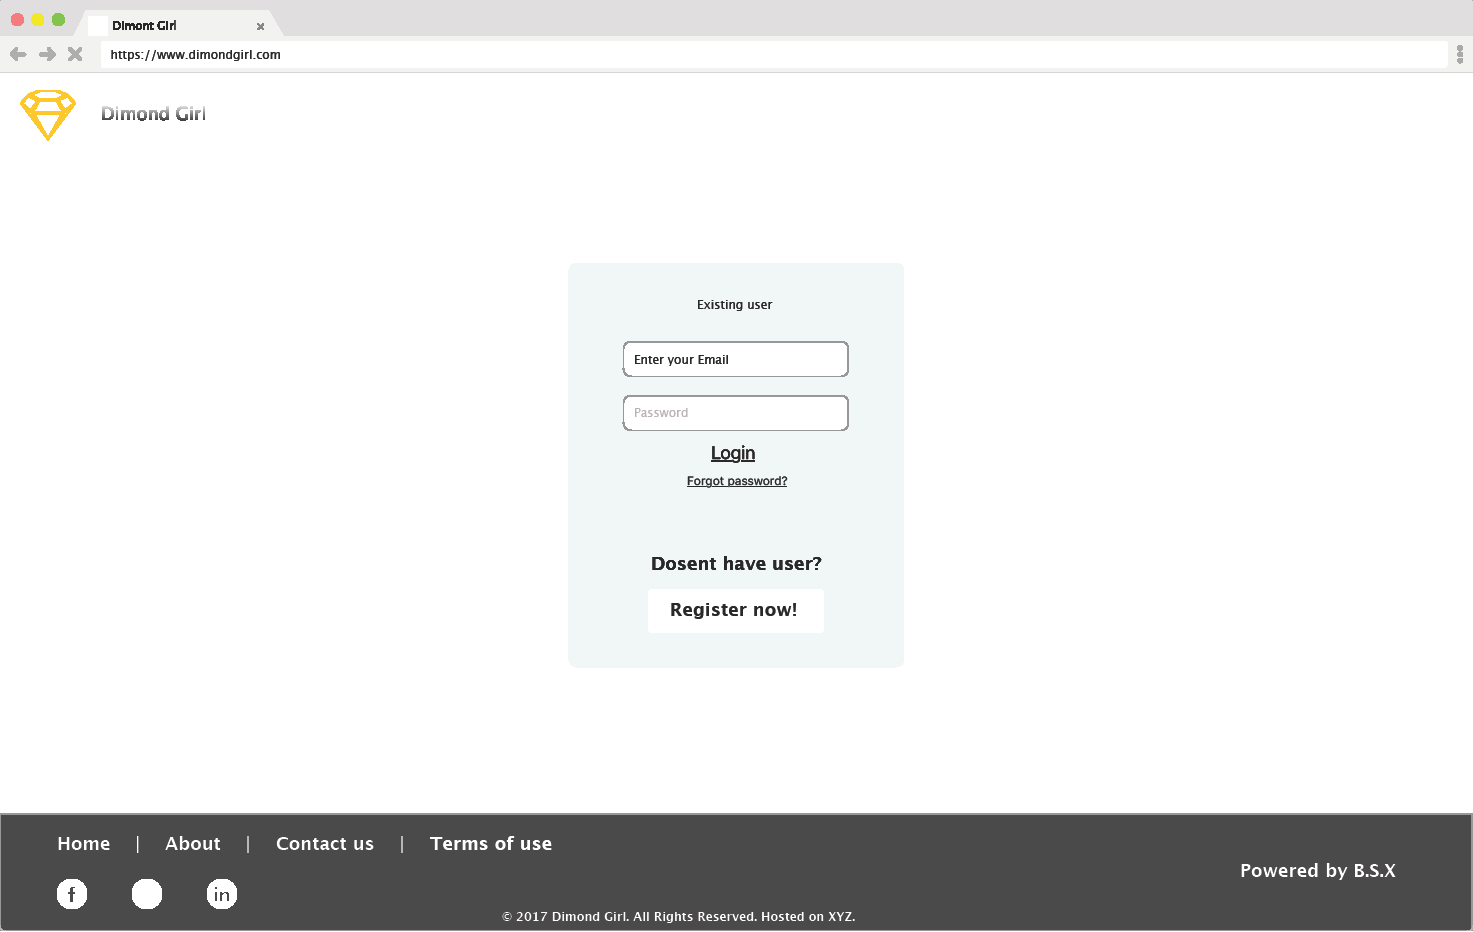 Dimont Girl
https://www.dimondgirl.com
Dimond Girl
Existing user
Enter your Email
Password
Login
Forgot password?
Dosent have user?
Register now!
Home | About | Contact us | Terms of use
Powered by B.S.X
f in
© 2017 Dimond Girl. All Rights Reserved. Hosted on XYZ.